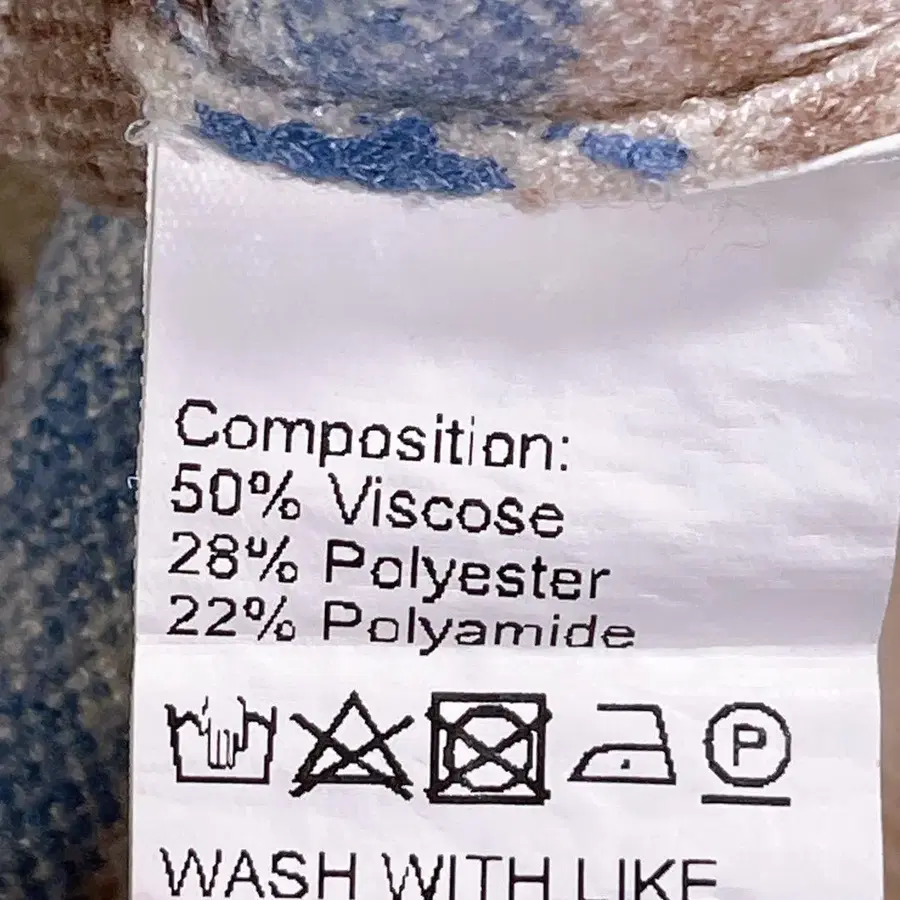 Composition:
50% Viscose
28% Polyester
22% Polyamide
P
WASH WITH LIKE